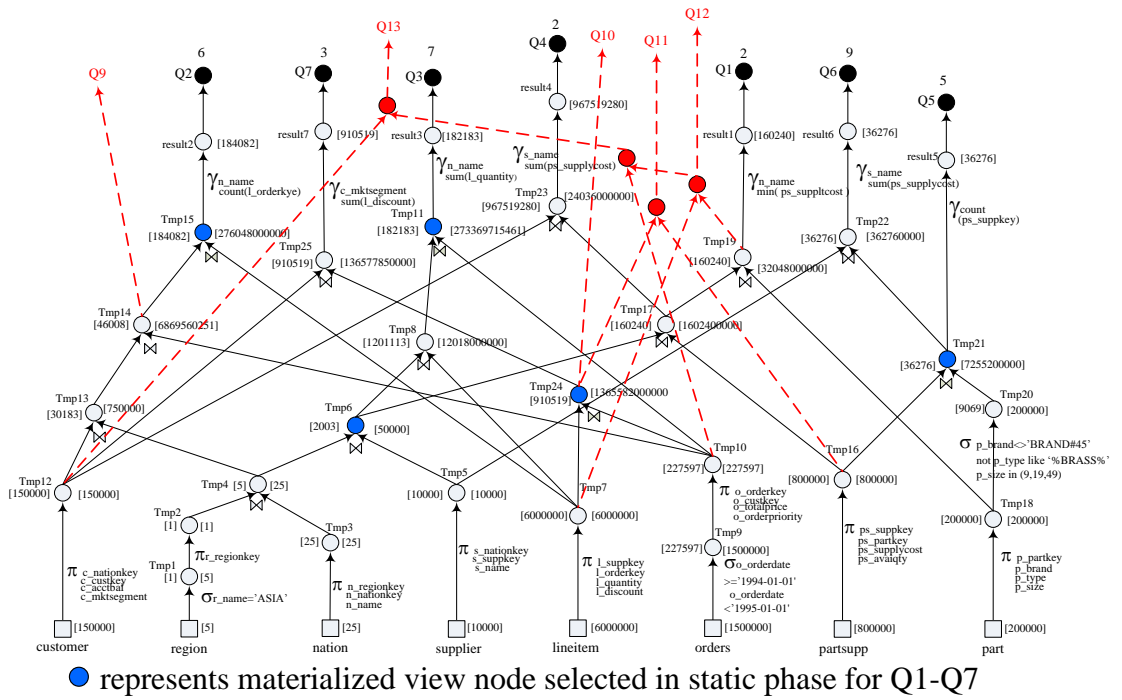 Q12
Q13
2
Q10
Q11
2
6
3
7
Q4
9
Q9
Q2
Q7
Q3
Q1
Q6
5
Q5
result4
[967519280]
result2
[184082]
result7
[910519]
result3
[182183]
result1
[160240]
result6
[36276]
result5
[36276]
γn_name
count(l_orderkye)
γc_mktsegment
sum(l_discount)
γn_name
sum(l_quantity)
γs_name
sum(ps_supplycost)
γn_name
min( ps_suppltcost )
γs_name
sum(ps_supplycost)
γcount
(ps_suppkey)
Tmp15
[184082]
[276048000000]
Tmp25
[910519]
[136577850000]
Tmp11
[182183]
[273369715461]
Tmp23
[967519280]
[24036000000]
Tmp19
[160240]
[32048000000]
Tmp22
[36276]
[362760000]
Tmp14
[46008]
[6869560251]
Tmp8
[1201113]
[12018000000]
Tmp17
[160240]
[1602400000]
Tmp21
[36276]
[7255200000]
Tmp13
[30183]
[750000]
Tmp6
[2003]
[50000]
Tmp24
[910519]
[1365582000000
Tmp20
[9069]
[200000]
σ p_brand<>'BRAND#45'
not p_type like ‘%BRASS%’
p_size in (9,19,49)
Tmp12
[150000]
[150000]
Tmp4
[5]
[25]
Tmp5
[10000]
[10000]
Tmp7
[6000000]
[6000000]
Tmp10
[227597]
[227597]
Tmp16
[800000]
[800000]
Tmp18
[200000]
[200000]
Tmp2
[1]
[1]
Tmp3
[25]
[25]
π o_orderkey
o_custkey
o_totalprice
o_orderpriority
Tmp9
[227597]
[1500000]
πr_regionkey
Tmp1
[1]
[5]
π c_nationkey
c_custkey
c_acctbal
c_mktsegment
σr_name='ASIA'
π n_regionkey
n_nationkey
n_name
π s_nationkey
s_suppkey
s_name
π l_suppkey
l_orderkey
l_quantity
l_discount
σo_orderdate
>='1994-01-01'
o_orderdate
<'1995-01-01'
π ps_suppkey
ps_partkey
ps_supplycost
ps_avaiqty
π p_partkey
p_brand
p_type
p_size
[150000]
[5]
[25]
[10000]
[6000000]
[1500000]
[800000]
[200000]
customer
region
nation
supplier
lineitem
orders
partsupp
part
represents materialized view node selected in static phase for Q1-Q7